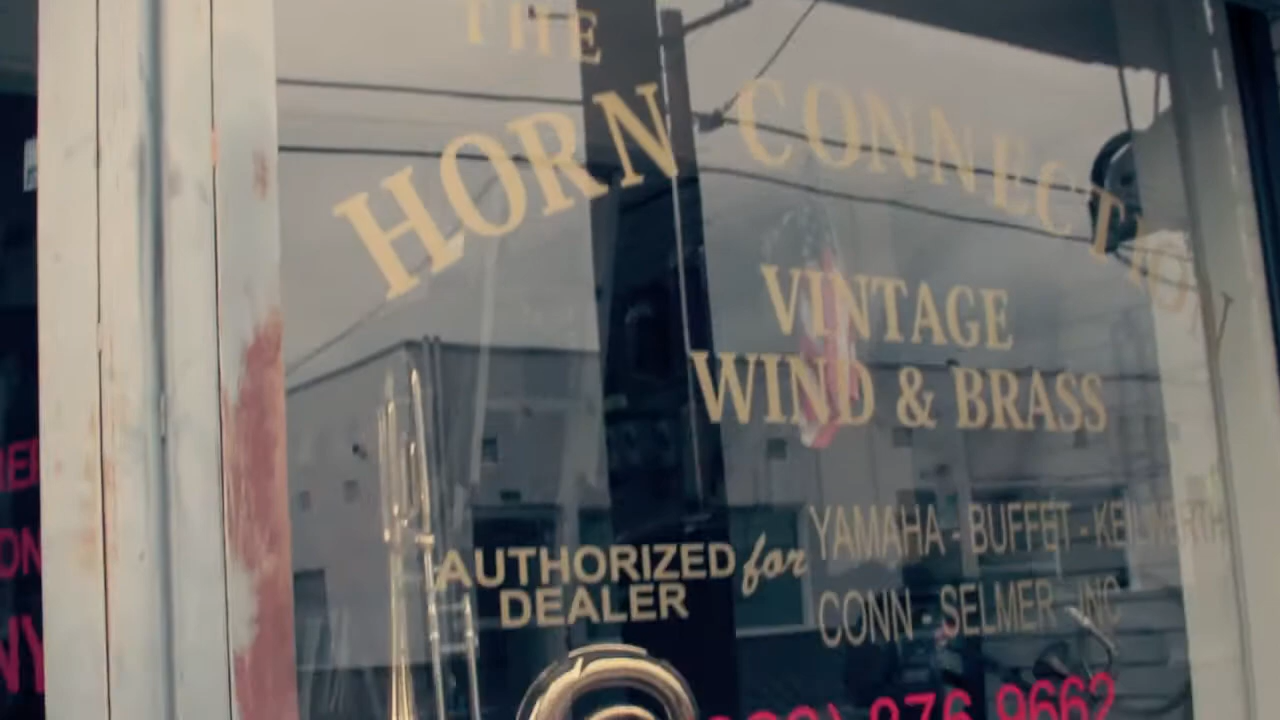 THE
HORN CONNECTION
VINTAGE
WIND & BRASS
AUTHORIZED for
DEALER
YAMAHA - BUFFET - KEILWERTH
CONN - SELMER - INC
876 9662